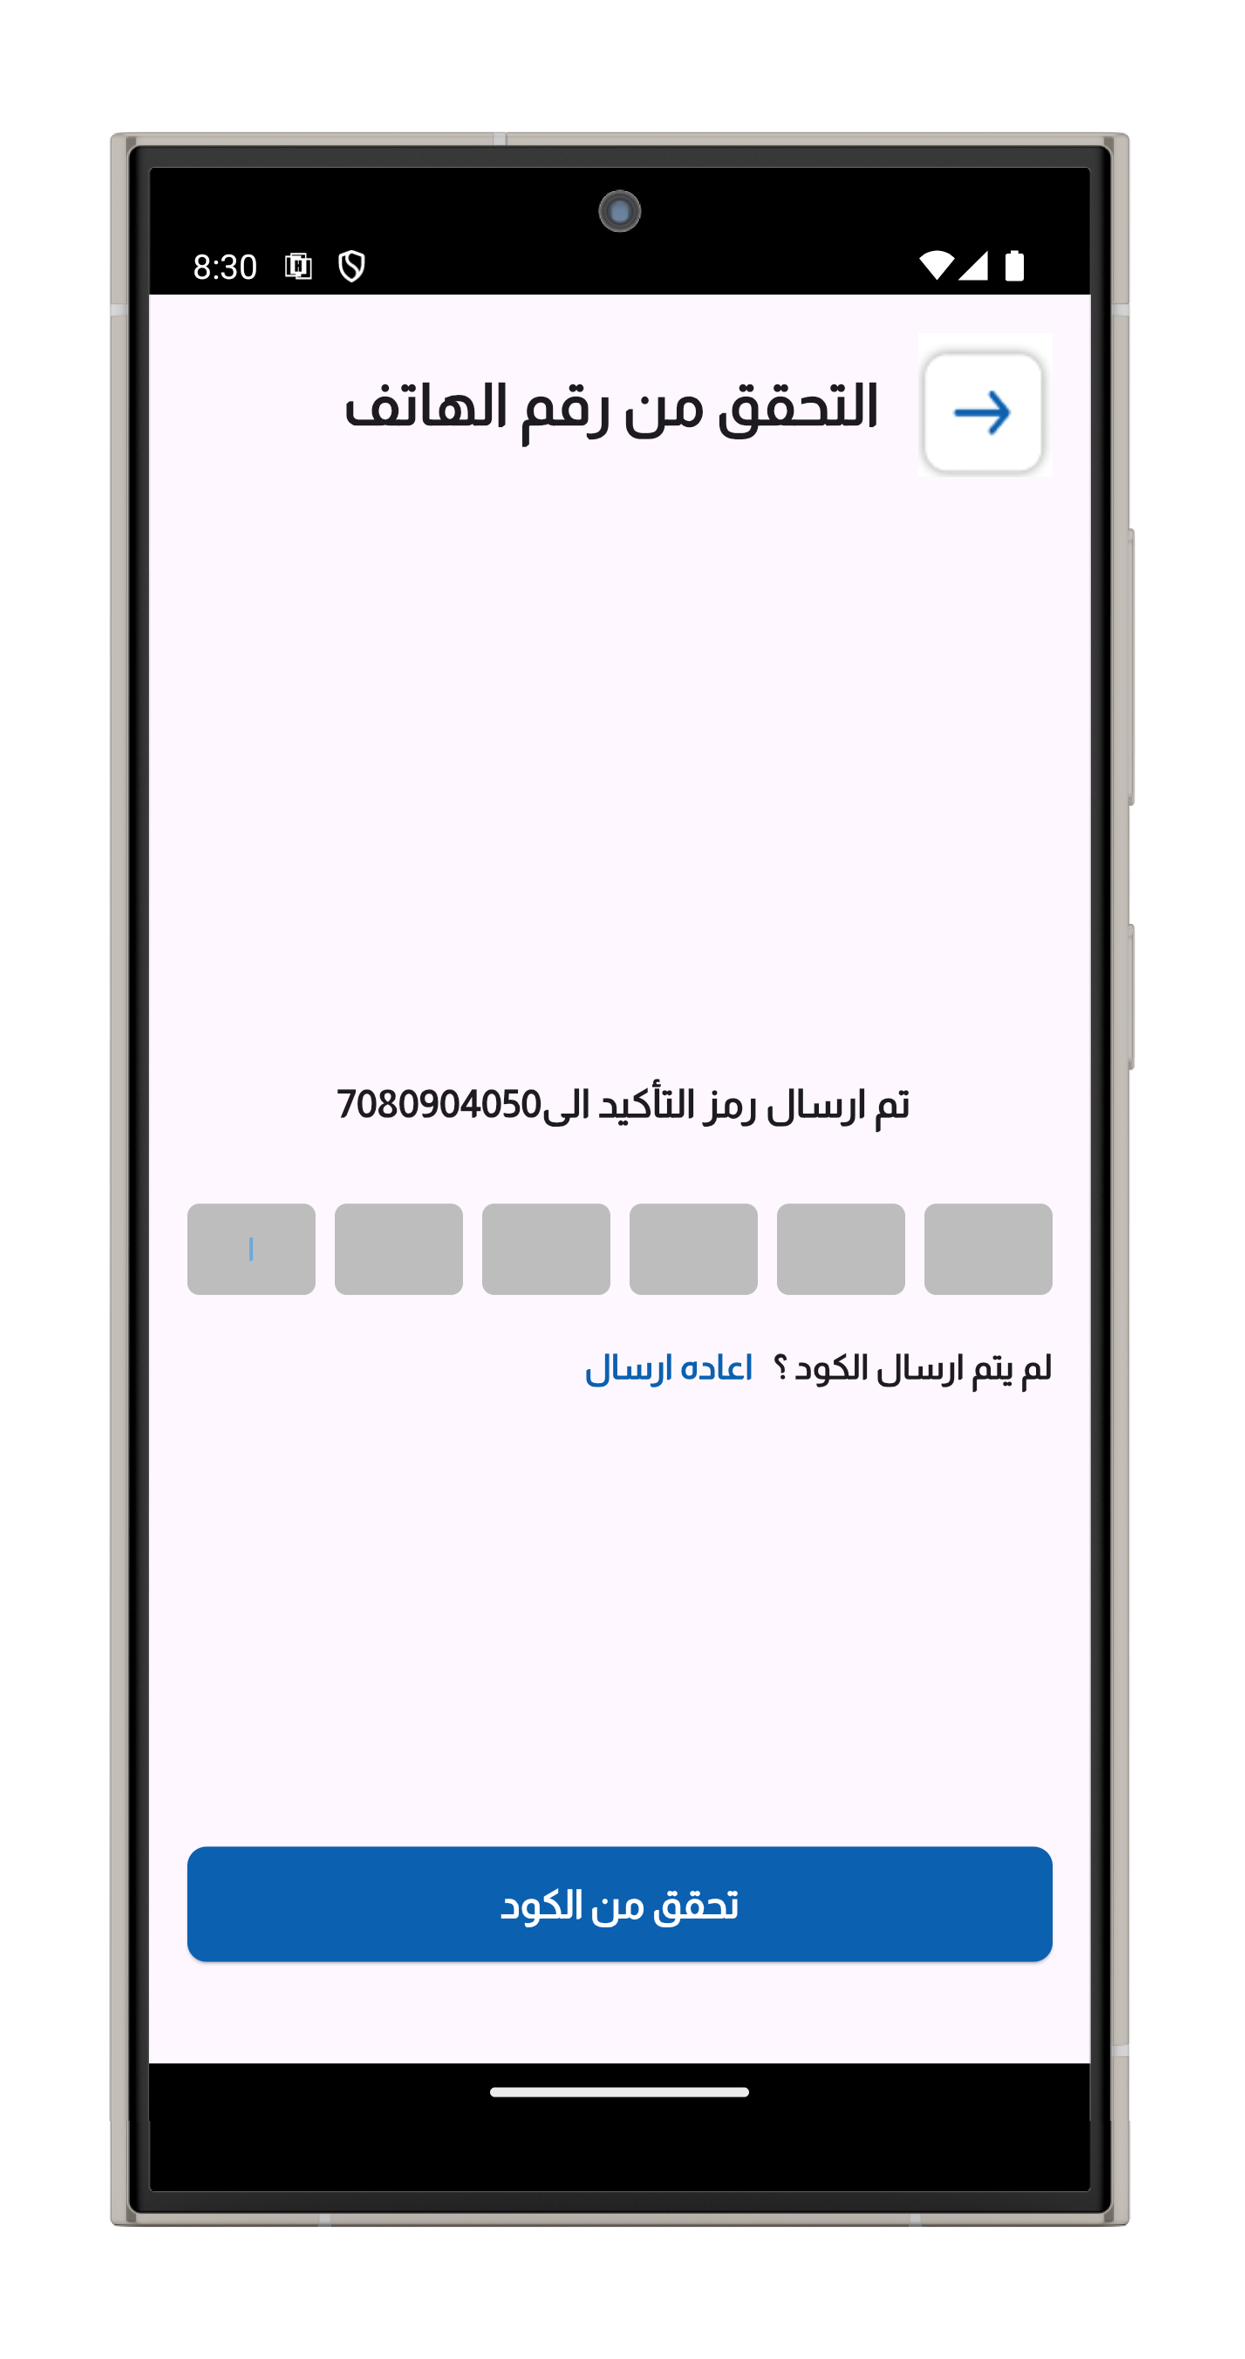 8:30
التحقق من رقم الهاتف
تم ارسال رمز التأكيد الى7080904050
لم يتم ارسال الكود ؟ اعاده ارسال
تحقق من الكود